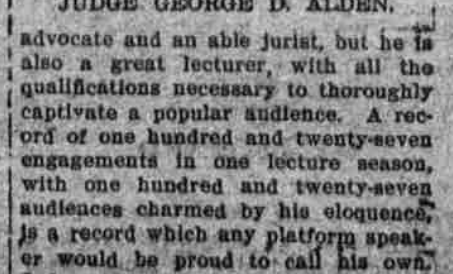 JUDGE GEORGE D. ALDEN.
advocate and an able jurist, but he is
also a great lecturer, with all the
qualifications necessary to thoroughly
captivate a popular audience. A rec-
ord of one hundred and twenty-seven
engagements in one lecture season,
with one hundred and twenty-seven
audiences charmed by his eloquence,
is a record which any platform speak-
er would be proud to call his own.